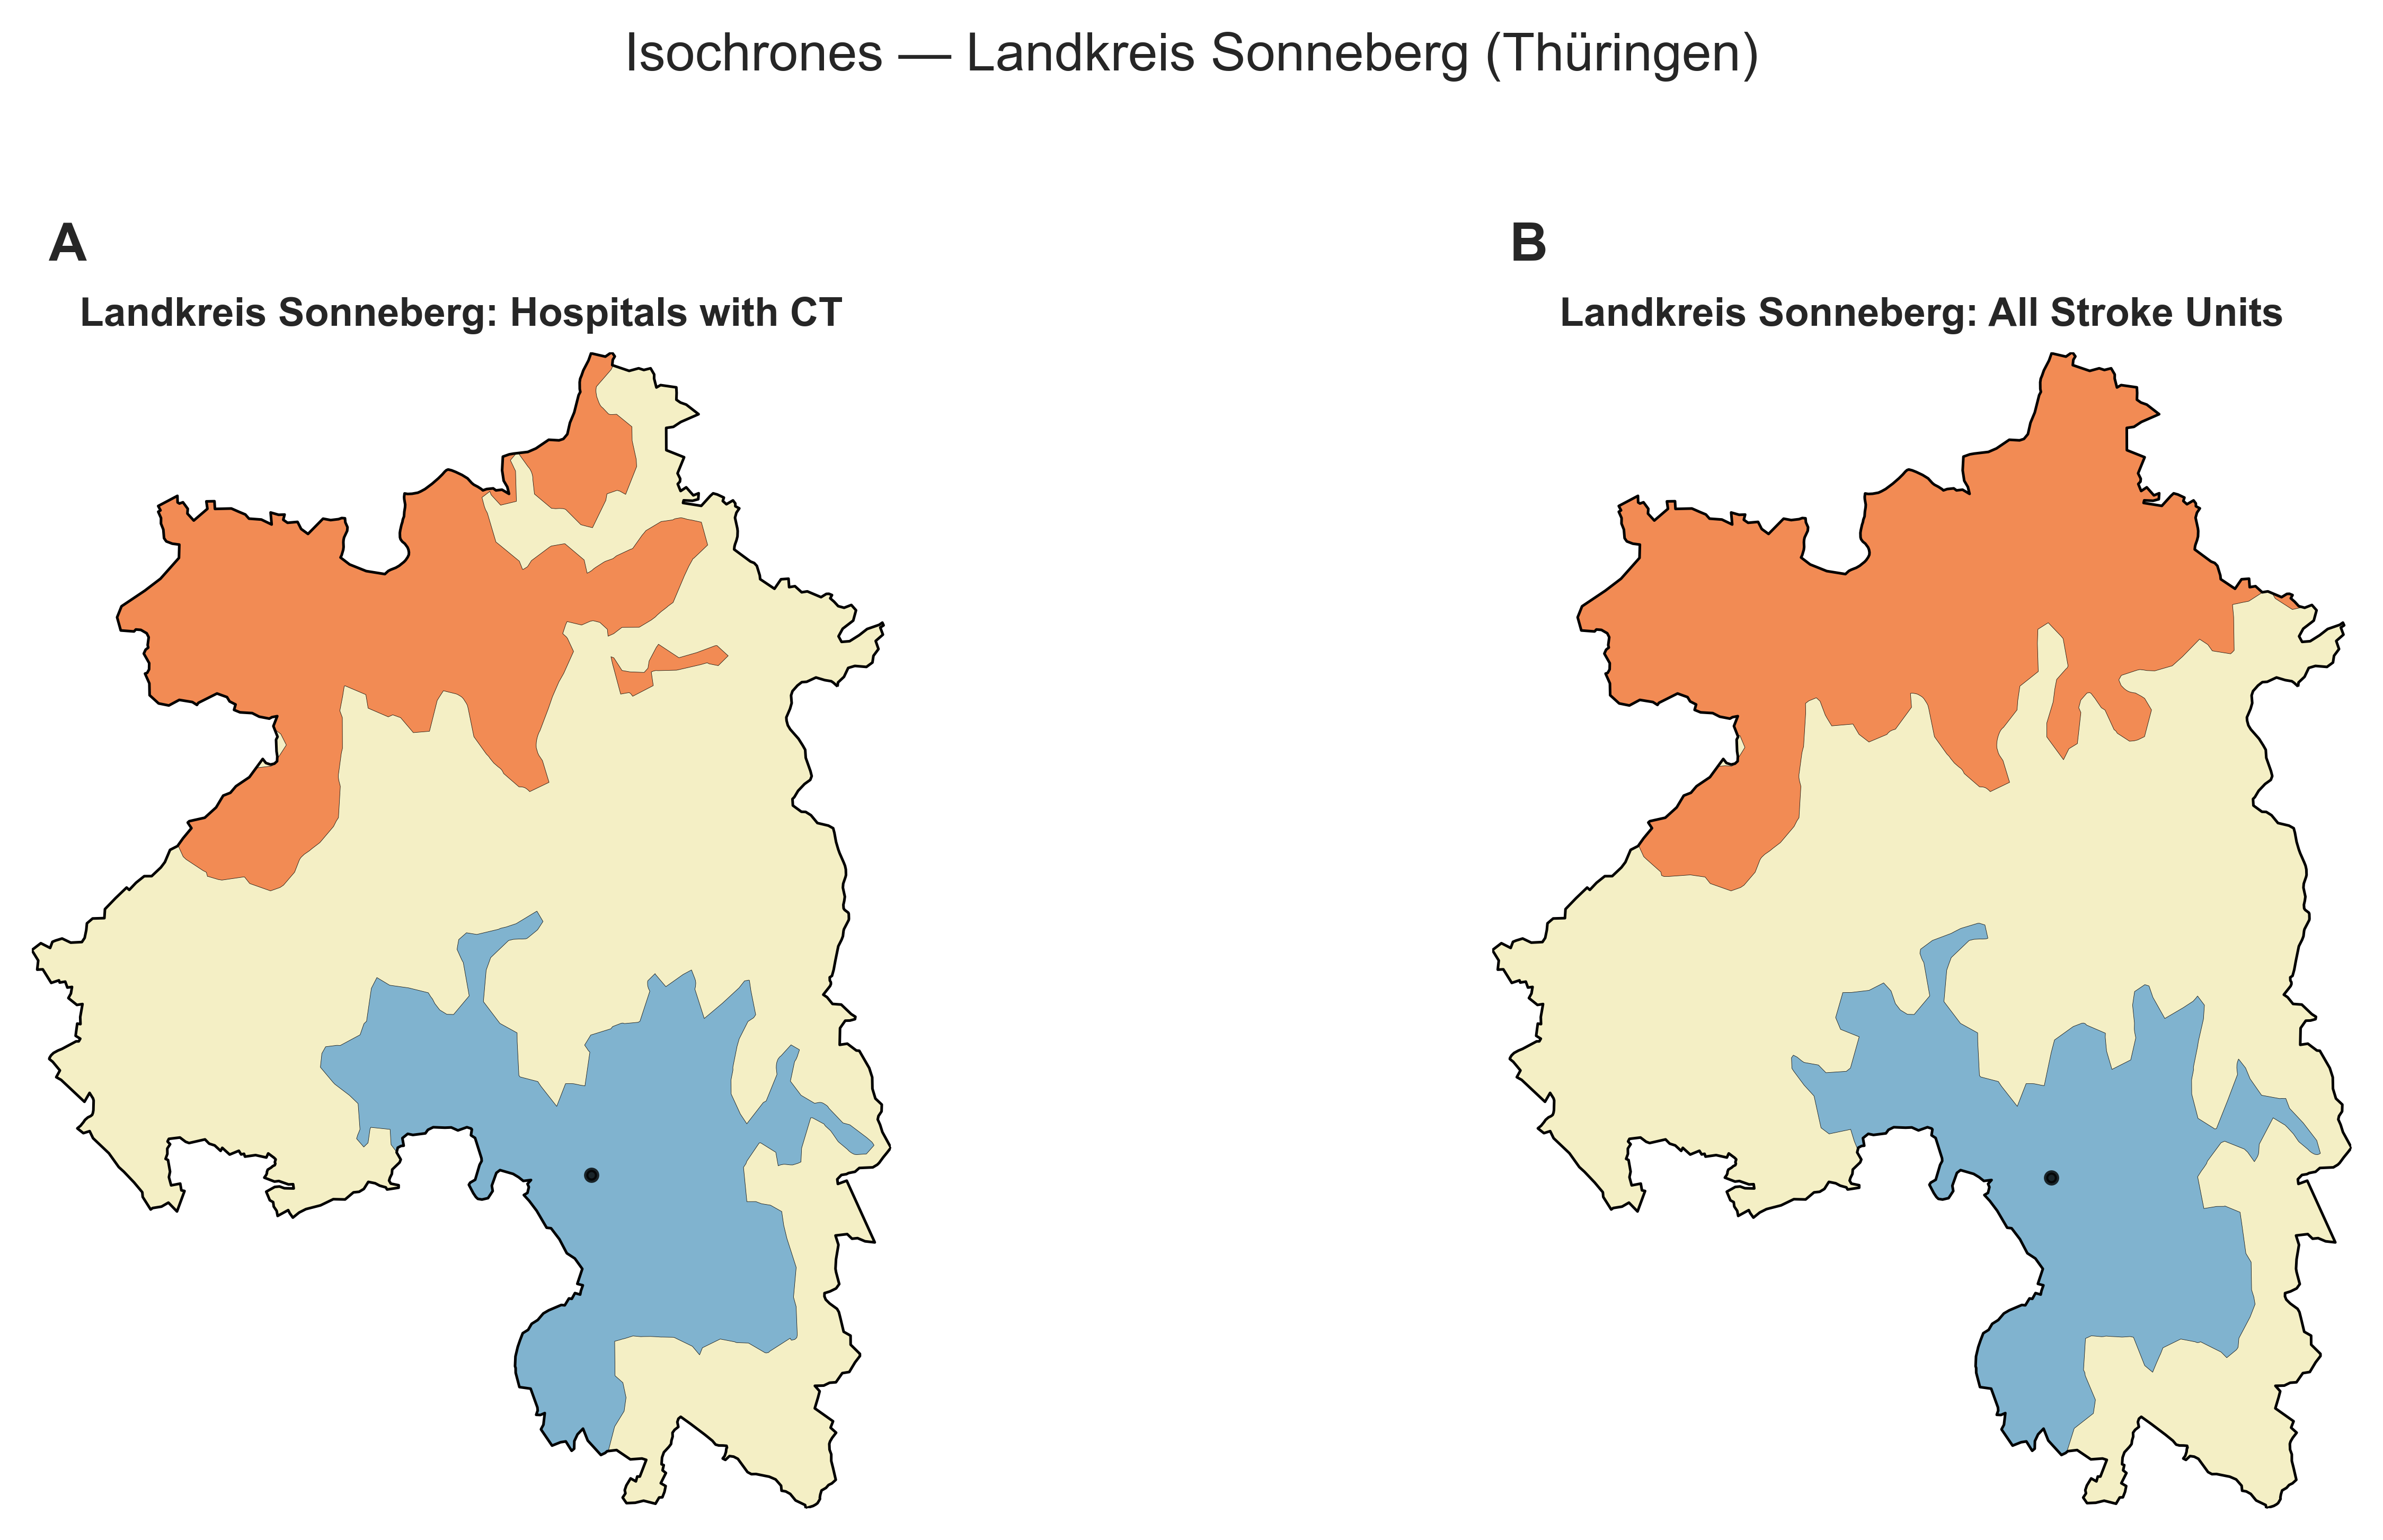 Isochrones — Landkreis Sonneberg (Thüringen)
A
Landkreis Sonneberg: Hospitals with CT
B
Landkreis Sonneberg: All Stroke Units